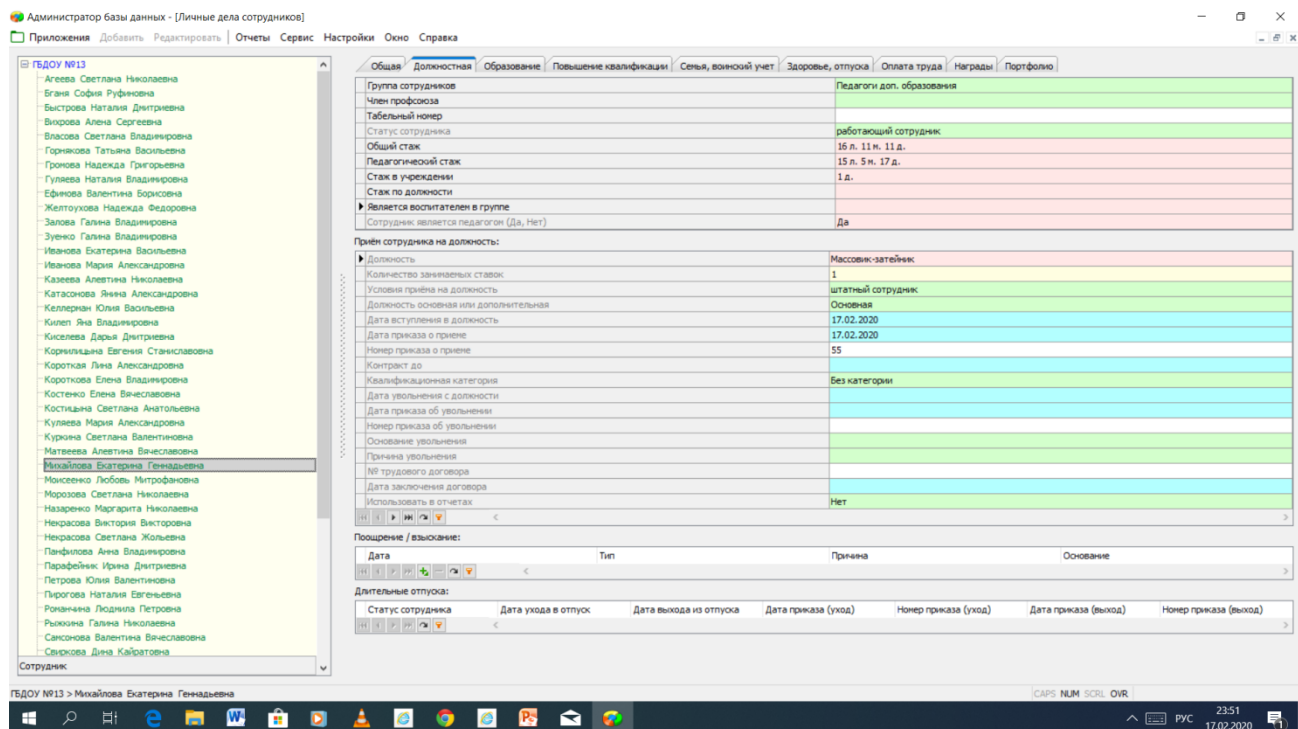 Администратор базы данных - [Личные дела сотрудников]
Приложения Добавить Редактировать Отчеты Сервис Настройки Окно Справка
ГБДОУ №13
Агеева Светлана Николаевна
Бганя София Руфиновна
Быстрова Наталия Дмитриевна
Вихрова Алена Сергеевна
Власова Светлана Владимировна
Горнякова Татьяна Васильевна
Громова Надежда Григорьевна
Гуляева Наталия Владимировна
Ефимова Валентина Борисовна
Желтоухова Надежда Федоровна
Залова Галина Владимировна
Зуенко Галина Владимировна
Иванова Екатерина Васильевна
Иванова Мария Александровна
Казеева Алевтина Николаевна
Катасонова Янина Александровна
Келлерман Юлия Васильевна
Килеп Яна Владимировна
Киселева Дарья Дмитриевна
Кормилицына Евгения Станиславовна
Короткая Лина Александровна
Короткова Елена Владимировна
Костенко Елена Вячеславовна
Костицына Светлана Анатольевна
Куляева Мария Александровна
Куркина Светлана Валентиновна
Матвеева Алевтина Вячеславовна
Михайлова Екатерина Геннадьевна
Моисеенко Любовь Митрофановна
Морозова Светлана Николаевна
Назаренко Маргарита Николаевна
Некрасова Виктория Викторовна
Некрасова Светлана Жольевна
Панфилова Анна Владимировна
Парафейник Ирина Дмитриевна
Петрова Юлия Валентиновна
Пирогова Наталия Евгеньевна
Романчина Людмила Петровна
Рыжкина Галина Николаевна
Самсонова Валентина Вячеславовна
Свиркова Дина Кайратовна
Сотрудник
Общая Должностная Образование Повышение квалификации Семья, воинский учет Здоровье, отпуска Оплата труда Награды Портфолио
Группа сотрудников Педагоги доп. образования
Член профсоюза
Табельный номер
Статус сотрудника работающий сотрудник
Общий стаж 16 л. 11 м. 11 д.
Педагогический стаж 15 л. 5 м. 17 д.
Стаж в учреждении 1 д.
Стаж по должности
Является воспитателем в группе
Сотрудник является педагогом (Да, Нет) Да
Приём сотрудника на должность:
Должность Массовик-затейник
Количество занимаемых ставок 1
Условия приёма на должность штатный сотрудник
Должность основная или дополнительная Основная
Дата вступления в должность 17.02.2020
Дата приказа о приеме 17.02.2020
Номер приказа о приеме 55
Контракт до
Квалификационная категория Без категории
Дата увольнения с должности
Дата приказа об увольнении
Номер приказа об увольнении
Основание увольнения
Причина увольнения
№ трудового договора
Дата заключения договора
Использовать в отчетах Нет
Поощрение / взыскание:
Дата Тип Причина Основание
Длительные отпуска:
Статус сотрудника Дата ухода в отпуск Дата выхода из отпуска Дата приказа (уход) Номер приказа (уход) Дата приказа (выход) Номер приказа (выход)
ГБДОУ №13 > Михайлова Екатерина Геннадьевна
CAPS NUM SCRL OVR
РУС 23:51
17.02.2020